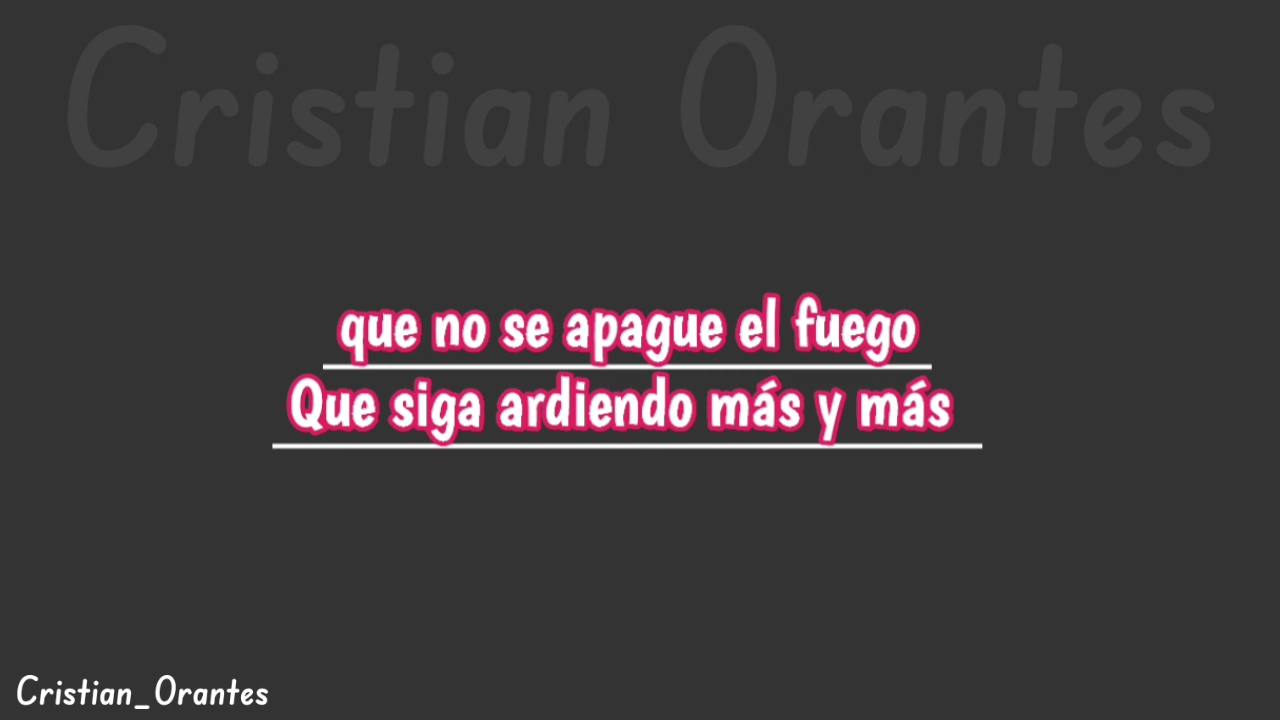 Cristian Orantes
que no se apague el fuego
Que siga ardiendo más y más
Cristian_Orantes